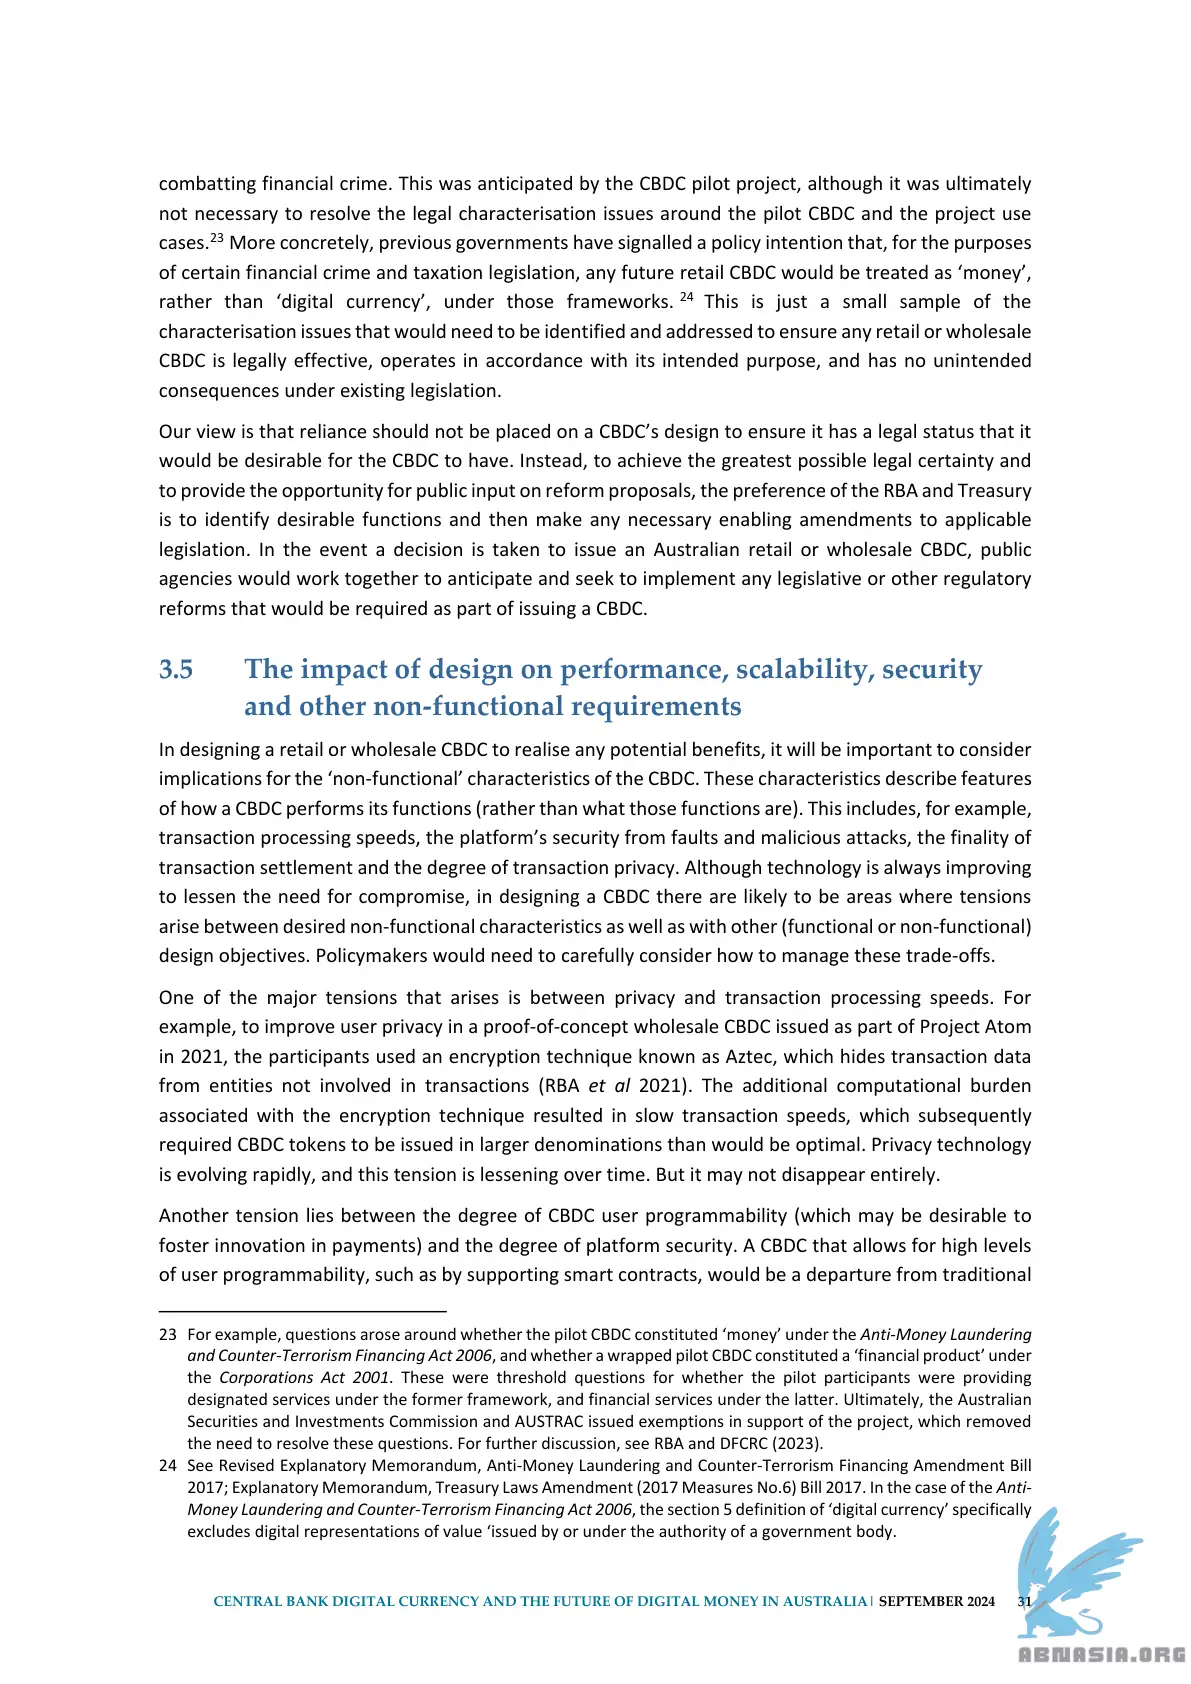 combatting financial crime. This was anticipated by the CBDC pilot project, although it was ultimately
not necessary to resolve the legal characterisation issues around the pilot CBDC and the project use
cases.23 More concretely, previous governments have signalled a policy intention that, for the purposes
of certain financial crime and taxation legislation, any future retail CBDC would be treated as ‘money’,
rather than ‘digital currency’, under those frameworks. 24 This is just a small sample of the
characterisation issues that would need to be identified and addressed to ensure any retail or wholesale
CBDC is legally effective, operates in accordance with its intended purpose, and has no unintended
consequences under existing legislation.
Our view is that reliance should not be placed on a CBDC’s design to ensure it has a legal status that it
would be desirable for the CBDC to have. Instead, to achieve the greatest possible legal certainty and
to provide the opportunity for public input on reform proposals, the preference of the RBA and Treasury
is to identify desirable functions and then make any necessary enabling amendments to applicable
legislation. In the event a decision is taken to issue an Australian retail or wholesale CBDC, public
agencies would work together to anticipate and seek to implement any legislative or other regulatory
reforms that would be required as part of issuing a CBDC.
3.5 The impact of design on performance, scalability, security
and other non-functional requirements
In designing a retail or wholesale CBDC to realise any potential benefits, it will be important to consider
implications for the ‘non-functional’ characteristics of the CBDC. These characteristics describe features
of how a CBDC performs its functions (rather than what those functions are). This includes, for example,
transaction processing speeds, the platform’s security from faults and malicious attacks, the finality of
transaction settlement and the degree of transaction privacy. Although technology is always improving
to lessen the need for compromise, in designing a CBDC there are likely to be areas where tensions
arise between desired non-functional characteristics as well as with other (functional or non-functional)
design objectives. Policymakers would need to carefully consider how to manage these trade-offs.
One of the major tensions that arises is between privacy and transaction processing speeds. For
example, to improve user privacy in a proof-of-concept wholesale CBDC issued as part of Project Atom
in 2021, the participants used an encryption technique known as Aztec, which hides transaction data
from entities not involved in transactions (RBA et al 2021). The additional computational burden
associated with the encryption technique resulted in slow transaction speeds, which subsequently
required CBDC tokens to be issued in larger denominations than would be optimal. Privacy technology
is evolving rapidly, and this tension is lessening over time. But it may not disappear entirely.
Another tension lies between the degree of CBDC user programmability (which may be desirable to
foster innovation in payments) and the degree of platform security. A CBDC that allows for high levels
of user programmability, such as by supporting smart contracts, would be a departure from traditional
23 For example, questions arose around whether the pilot CBDC constituted ‘money’ under the Anti-Money Laundering
and Counter-Terrorism Financing Act 2006, and whether a wrapped pilot CBDC constituted a ‘financial product’ under
the Corporations Act 2001. These were threshold questions for whether the pilot participants were providing
designated services under the former framework, and financial services under the latter. Ultimately, the Australian
Securities and Investments Commission and AUSTRAC issued exemptions in support of the project, which removed
the need to resolve these questions. For further discussion, see RBA and DFCRC (2023).
24 See Revised Explanatory Memorandum, Anti-Money Laundering and Counter-Terrorism Financing Amendment Bill
2017; Explanatory Memorandum, Treasury Laws Amendment (2017 Measures No.6) Bill 2017. In the case of the Anti-
Money Laundering and Counter-Terrorism Financing Act 2006, the section 5 definition of ‘digital currency’ specifically
excludes digital representations of value ‘issued by or under the authority of a government body.
CENTRAL BANK DIGITAL CURRENCY AND THE FUTURE OF DIGITAL MONEY IN AUSTRALIA| SEPTEMBER 2024 31
ABNASIA.ORG